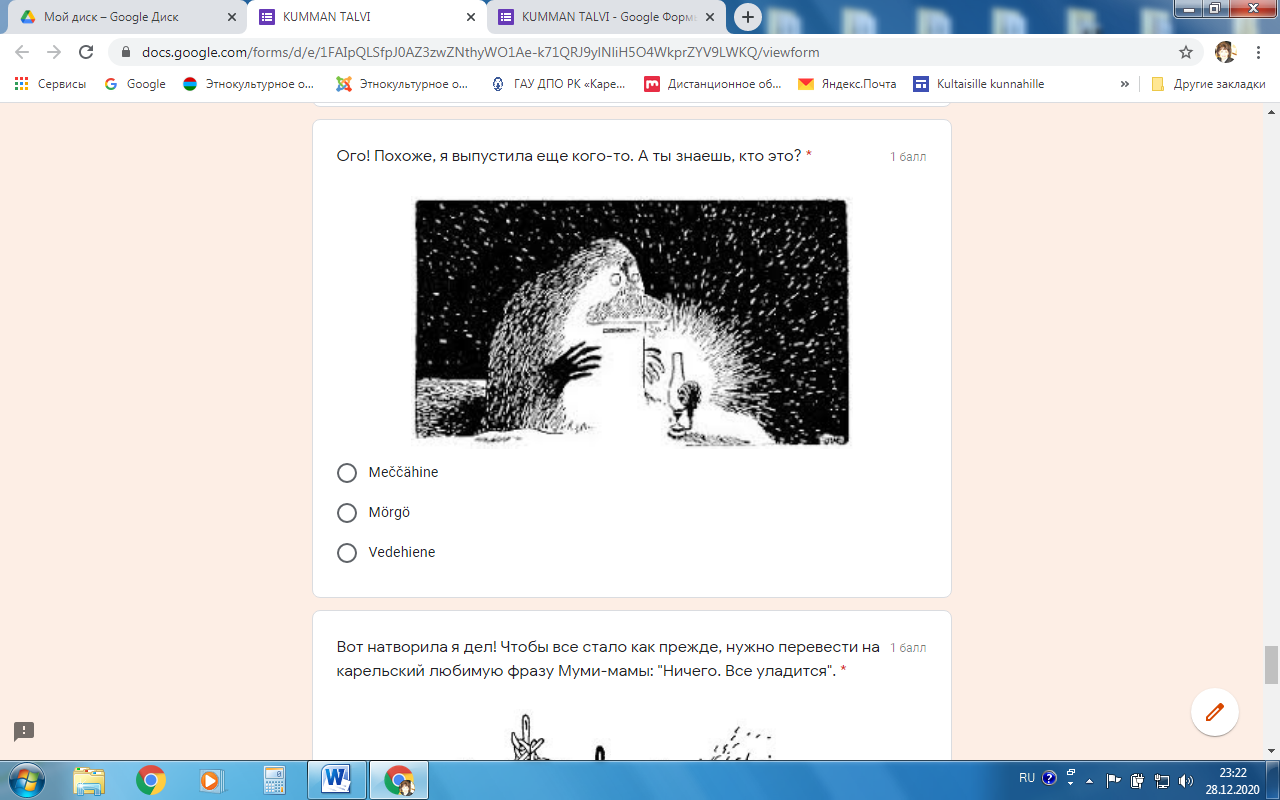 Мой диск – Google Диск
KUMMAN TALVI
KUMMAN TALVI - Google Форм
docs.google.com/forms/d/e/1FAIpQLSfpJ0AZ3zwZNthyWO1Ae-k71QRJ9ylNliH5O4WkprZYV9LWKQ/viewform
Сервисы
Google
Этнокультурное о...
Этнокультурное о...
ГАУ ДПО РК «Каре...
Дистанционное об...
Яндекс.Почта
Kultaisille kunnahille
»
Другие закладки
Ого! Похоже, я выпустила еще кого-то. А ты знаешь, кто это? *
1 балл
Meččähine
Mörgö
Vedehiene
Вот натворила я дел! Чтобы все стало как прежде, нужно перевести на
1 балл
карельский любимую фразу Муми-мамы: "Ничего. Все уладится". *
RU
23:22
28.12.2020